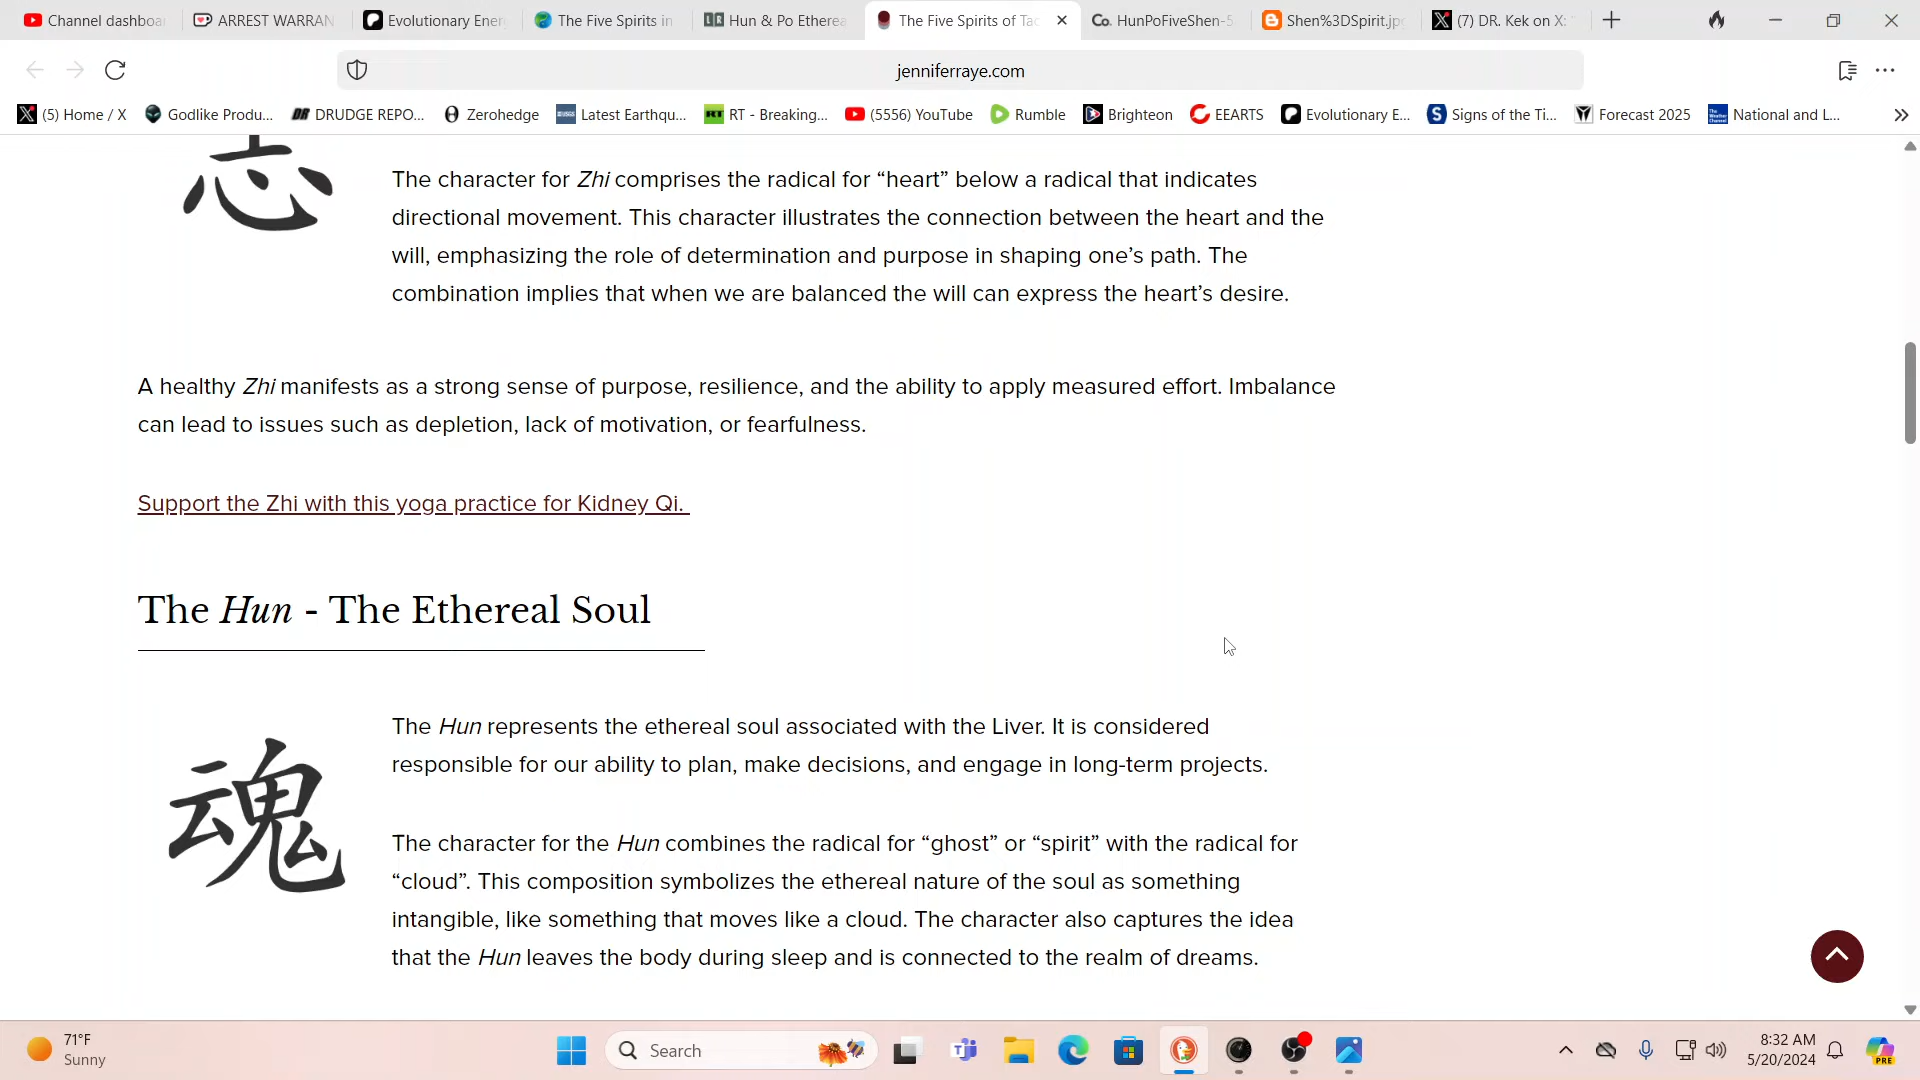 Channel dashboa
ARREST WARRAN
Evolutionary Ener
The Five Spirits in
Hun & Po Etherea
The Five Spirits of Tao
HunPoFiveShen-5
Shen%3DSpirit.jp
(7) DR. Kek on X:
jenniferraye.com
(5) Home / X
Godlike Produ...
DRUDGE REPO...
Zerohedge
Latest Earthqu...
RT - Breaking...
(5556) YouTube
Rumble
Brighteon
EEARTS
Evolutionary E...
Signs of the Ti...
Forecast 2025
National and L...
志
The character for Zhi comprises the radical for “heart” below a radical that indicates
directional movement. This character illustrates the connection between the heart and the
will, emphasizing the role of determination and purpose in shaping one’s path. The
combination implies that when we are balanced the will can express the heart’s desire.
A healthy Zhi manifests as a strong sense of purpose, resilience, and the ability to apply measured effort. Imbalance
can lead to issues such as depletion, lack of motivation, or fearfulness.
Support the Zhi with this yoga practice for Kidney Qi.
The Hun - The Ethereal Soul
魂
The Hun represents the ethereal soul associated with the Liver. It is considered
responsible for our ability to plan, make decisions, and engage in long-term projects.
The character for the Hun combines the radical for “ghost” or “spirit” with the radical for
“cloud”. This composition symbolizes the ethereal nature of the soul as something
intangible, like something that moves like a cloud. The character also captures the idea
that the Hun leaves the body during sleep and is connected to the realm of dreams.
71°F
Sunny
Search
8:32 AM
5/20/2024
PRE